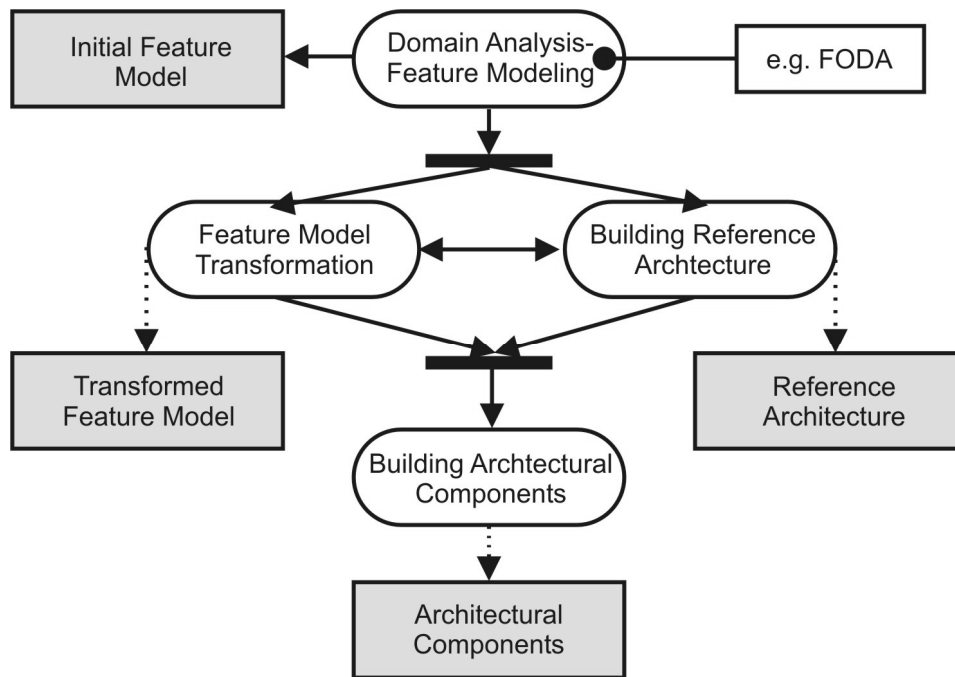 Initial Feature
Model
Domain Analysis-
Feature Modeling
e.g. FODA
Feature Model
Transformation
Building Reference
Archtecture
Transformed
Feature Model
Reference
Architecture
Building Archtectural
Components
Architectural
Components